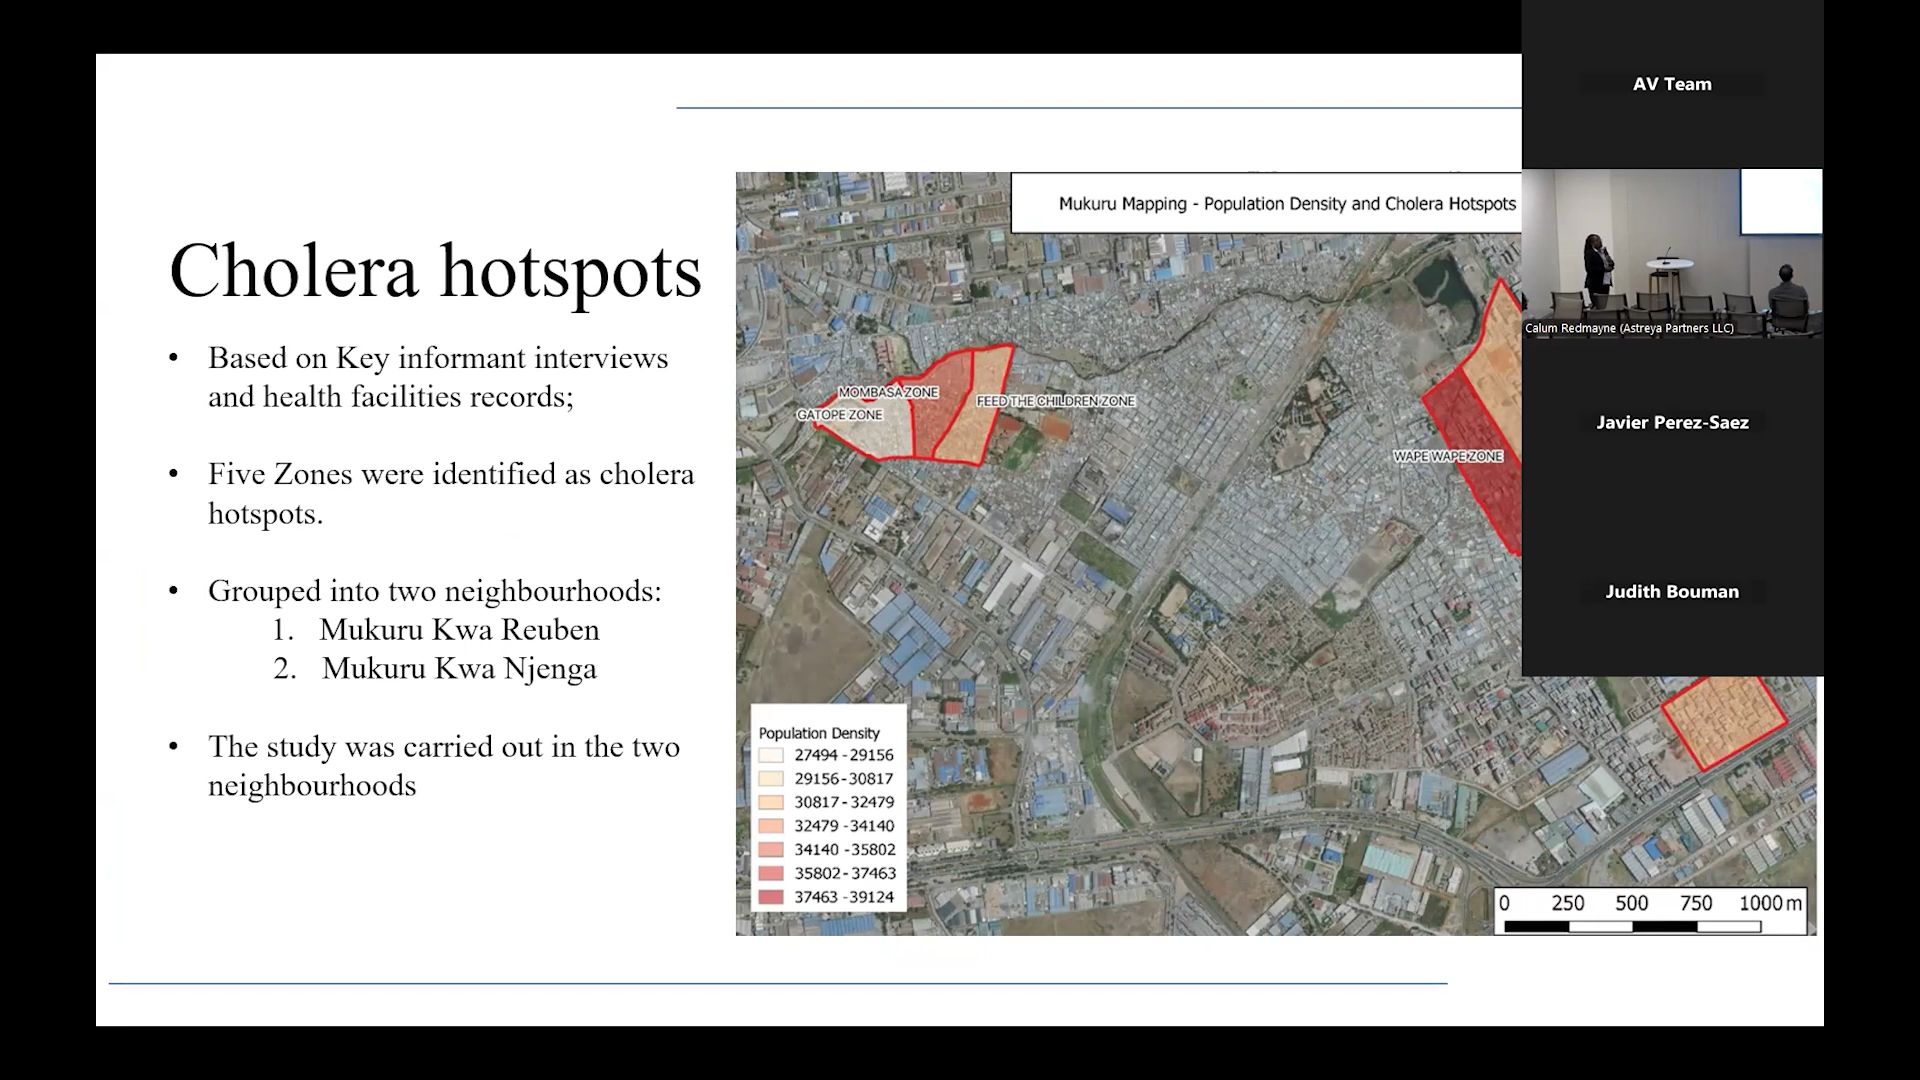 Cholera hotspots
• Based on Key informant interviews
and health facilities records;
• Five Zones were identified as cholera
hotspots.
• Grouped into two neighbourhoods:
1. Mukuru Kwa Reuben
2. Mukuru Kwa Njenga
• The study was carried out in the two
neighbourhoods
Mukuru Mapping - Population Density and Cholera Hotspots
MOMBASA ZONE
GATOPE ZONE
FEED THE CHILDREN ZONE
WAPE WAPE ZONE
Population Density
27494 -29156
29156-30817
30817-32479
32479 -34140
34140 -35802
35802-37463
37463 -39124
0 250 500 750 1000 m
AV Team
Calum Redmayne (Astreya Partners LLC)
Javier Perez-Saez
Judith Bouman